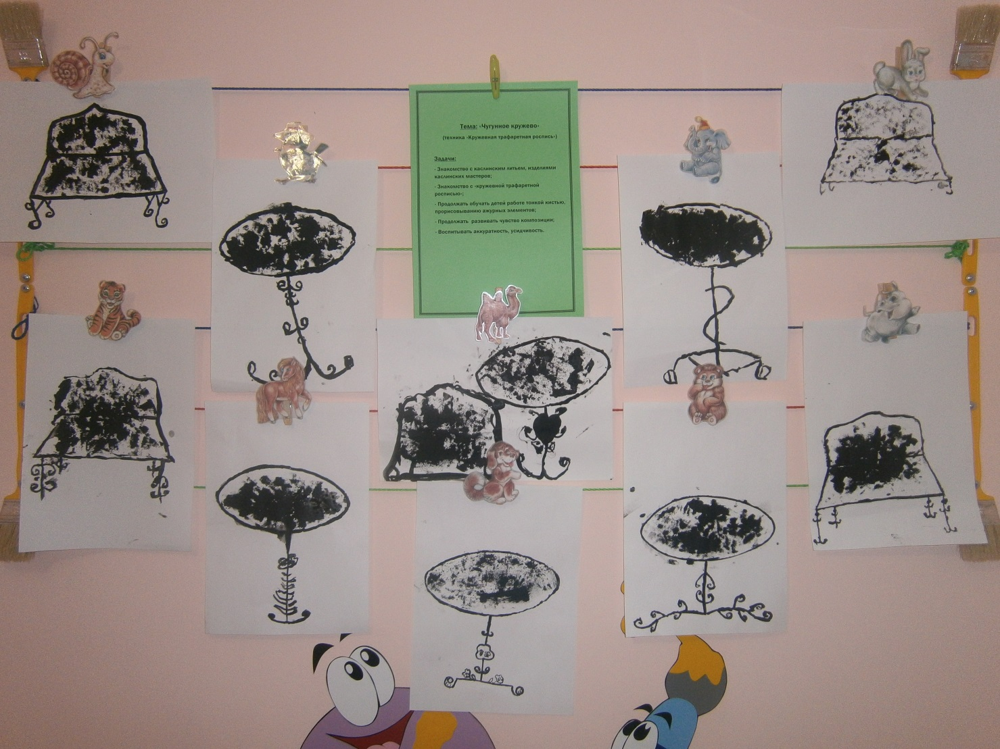 Тема: «Чугунное кружево»
(техника «Кружевная трафаретная роспись»)
Задачи:
- Знакомство с каслинским литьем, изделиями
каслинских мастеров;
- Знакомство с «кружевной трафаретной
росписью»;
- Продолжать обучать детей работе тонкой кистью,
прорисовыванию ажурных элементов;
- Продолжать развивать чувство композиции;
- Воспитывать аккуратность, усидчивость.